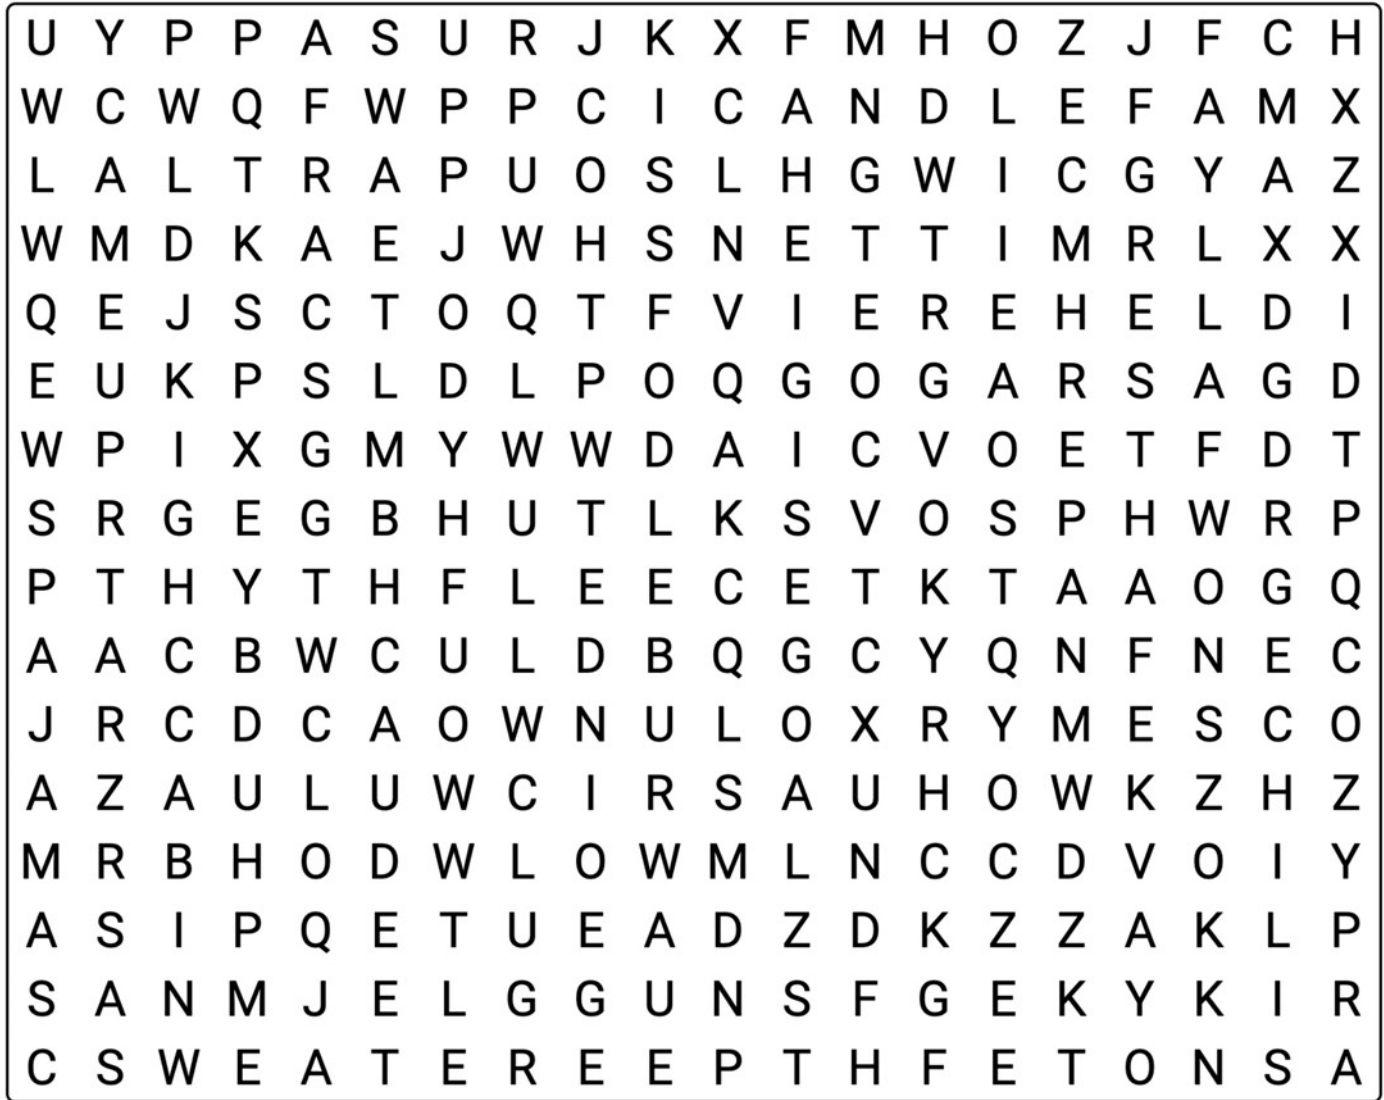 U Y P P A S U R J K X F M H O Z J F C H
W C W Q F W P P C I C A N D L E F A M X
L A L T R A P U O S L H G W I C G Y A Z
W M D K A E J W H S N E T T I M R L X X
Q E J S C T O Q T F V I E R E H E L D I
E U K P S L D L P O Q G O G A R S A G D
W P I X G M Y W W D A I C V O E T F D T
S R G E G B H U T L K S V O S P H W R P
P T H Y T H F L E E C E T K T A A O G Q
A A C B W C U L D B Q G C Y Q N F N E C
J R C D C A O W N U L O X R Y M E S C O
A Z A U L U W C I R S A U H O W K Z H Z
M R B H O D W L O W M L N C C D V O I Y
A S I P Q E T U E A D Z D K Z Z A K L P
S A N M J E L G G U N S F G E K Y K I R
C S W E A T E R E E P T H F E T O N S A